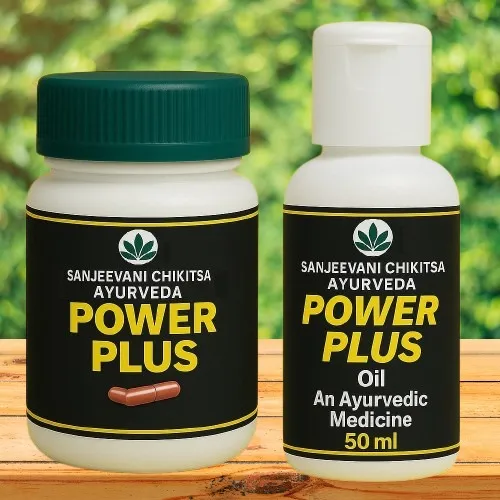 SANJEEVANI CHIKITSA
AYURVEDA
POWER
PLUS
SANJEEVANI CHIKITSA
AYURVEDA
POWER
PLUS
Oil
An Ayurvedic
Medicine
50 ml